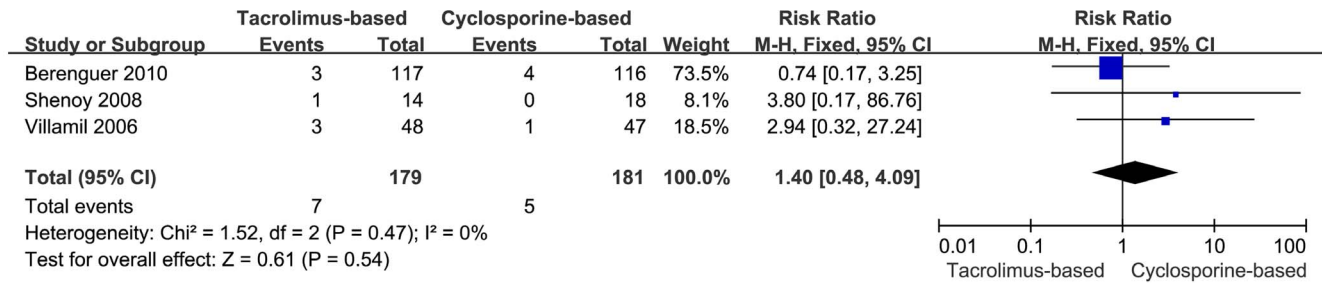 Tacrolimus-based Cyclosporine-based Risk Ratio Risk Ratio
Study or Subgroup Events Total Events Total Weight M-H, Fixed, 95% CI M-H, Fixed, 95% CI
Berenguer 2010 3 117 4 116 73.5% 0.74 [0.17, 3.25]
Shenoy 2008 1 14 0 18 8.1% 3.80 [0.17, 86.76]
Villamil 2006 3 48 1 47 18.5% 2.94 [0.32, 27.24]
Total (95% CI) 179 181 100.0% 1.40 [0.48, 4.09]
Total events 7 5
Heterogeneity: Chi² = 1.52, df = 2 (P = 0.47); I² = 0%
Test for overall effect: Z = 0.61 (P = 0.54)
0.01 0.1 1 10 100
Tacrolimus-based Cyclosporine-based